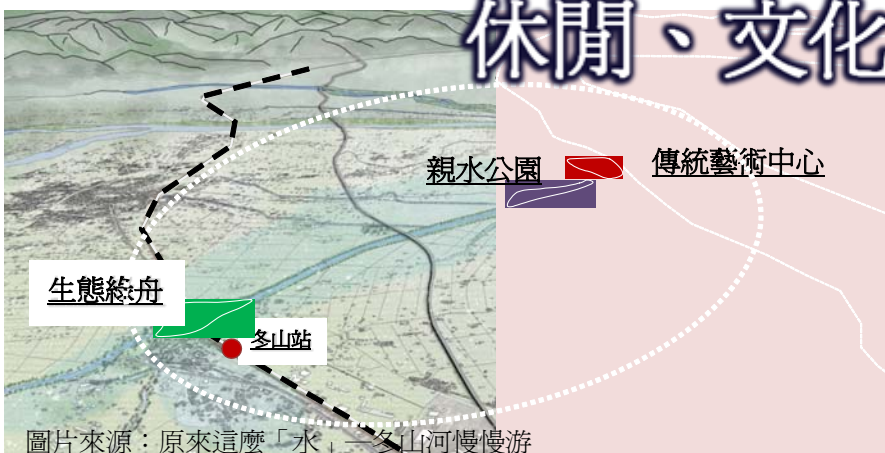 休閒、文化
親水公園
傳統藝術中心
生態綠舟
冬山站
圖片來源：原來這麼「水」—冬山河慢慢游